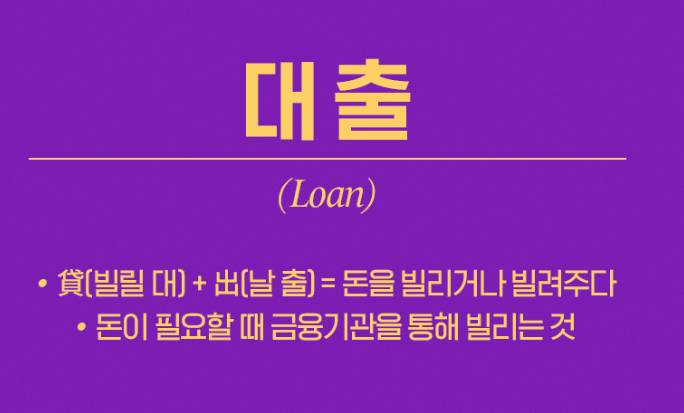 대출
(Loan)
• 貸(빌릴 대) + 出(날 출) = 돈을 빌리거나 빌려주다
• 돈이 필요할 때 금융기관을 통해 빌리는 것